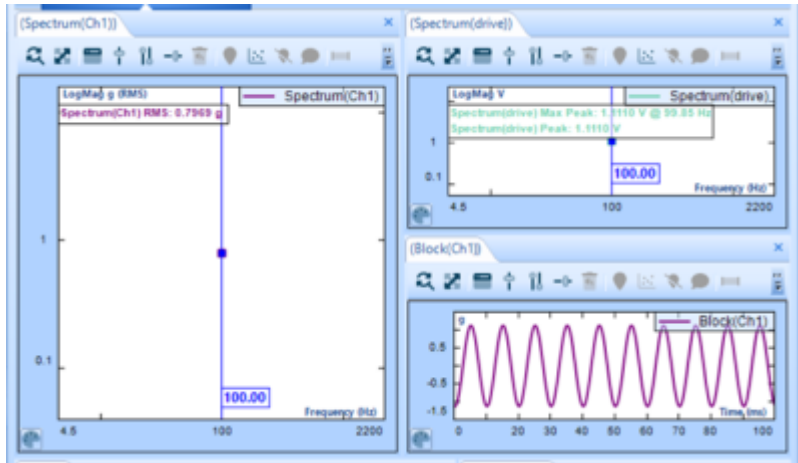 (Spectrum(Ch1))
LogMag g (RMS)
Spectrum(Ch1)
Spectrum(Ch1) RMS: 0.7969 g
1
0.1
100.00
Frequency (Hz)
4.5 100 2200
(Spectrum(drive))
LogMag V
Spectrum(drive)
Spectrum(drive) Max Peak: 1.1110 V @ 99.85 Hz
Spectrum(drive) Peak: 1.1110 V
1
0.1
100.00
Frequency (Hz)
4.5 100 2200
(Block(Ch1))
g
Block(Ch1)
0.5
-0.5
-1.5
Time (ms)
0 20 30 40 50 60 70 80 100